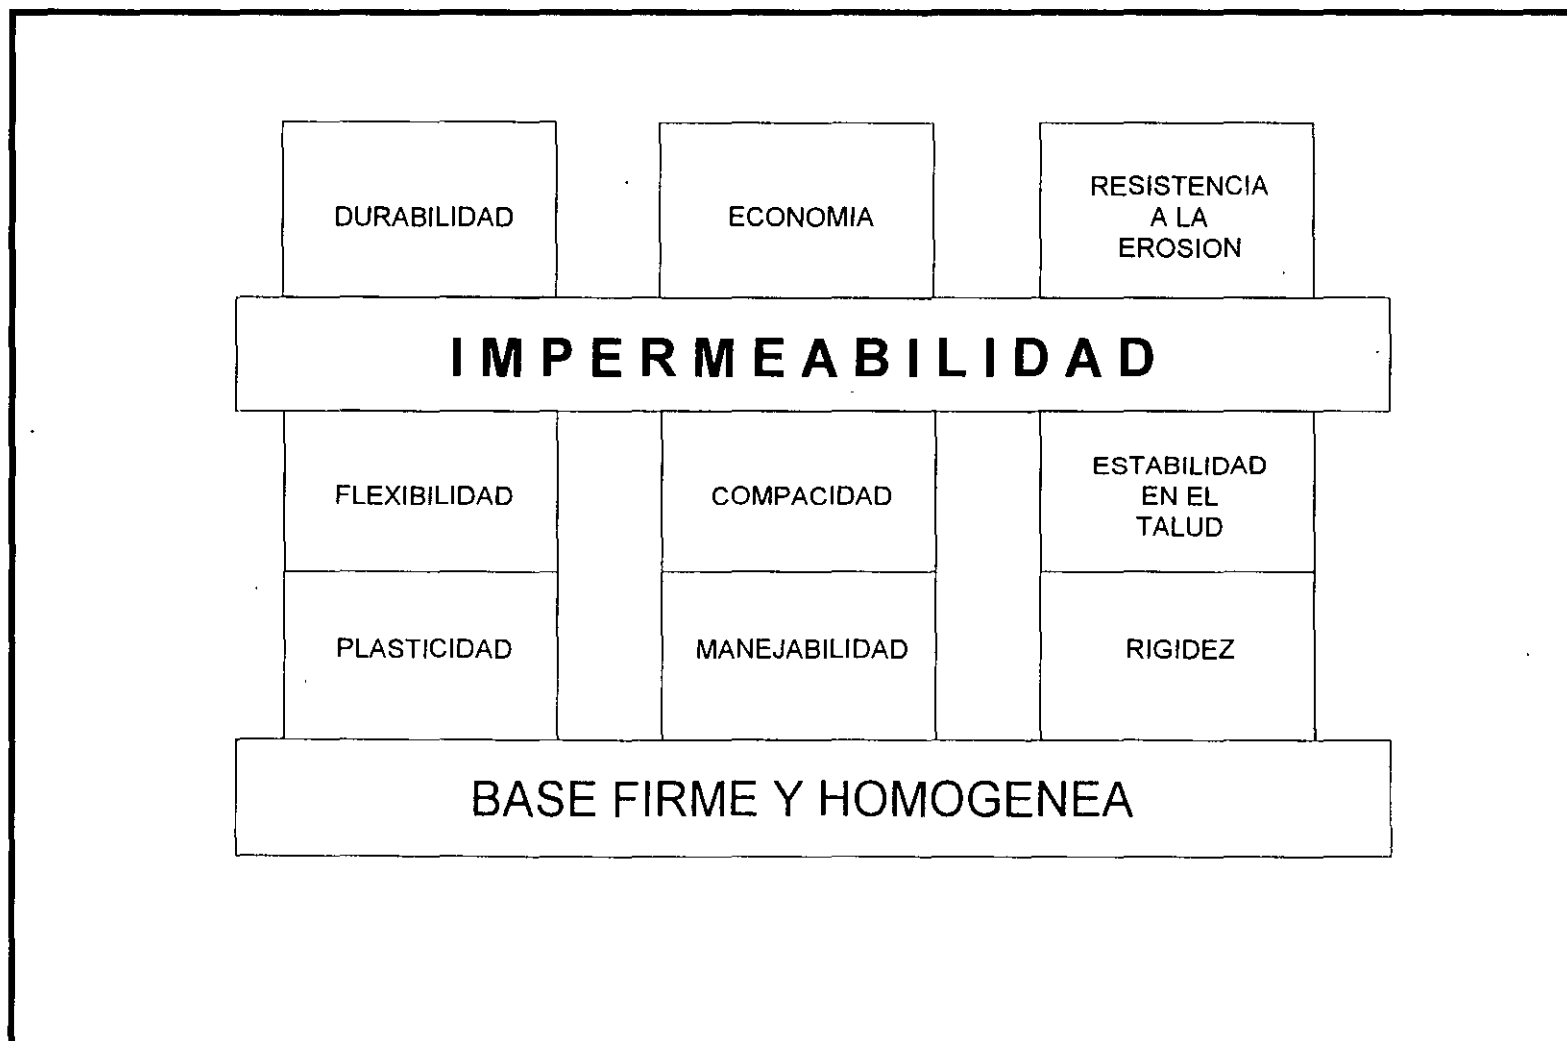 DURABILIDAD
ECONOMIA
RESISTENCIA
A LA
EROSION
IMPERMEABILIDAD
FLEXIBILIDAD
COMPACIDAD
ESTABILIDAD
EN EL
TALUD
PLASTICIDAD
MANEJABILIDAD
RIGIDEZ
BASE FIRME Y HOMOGENEA